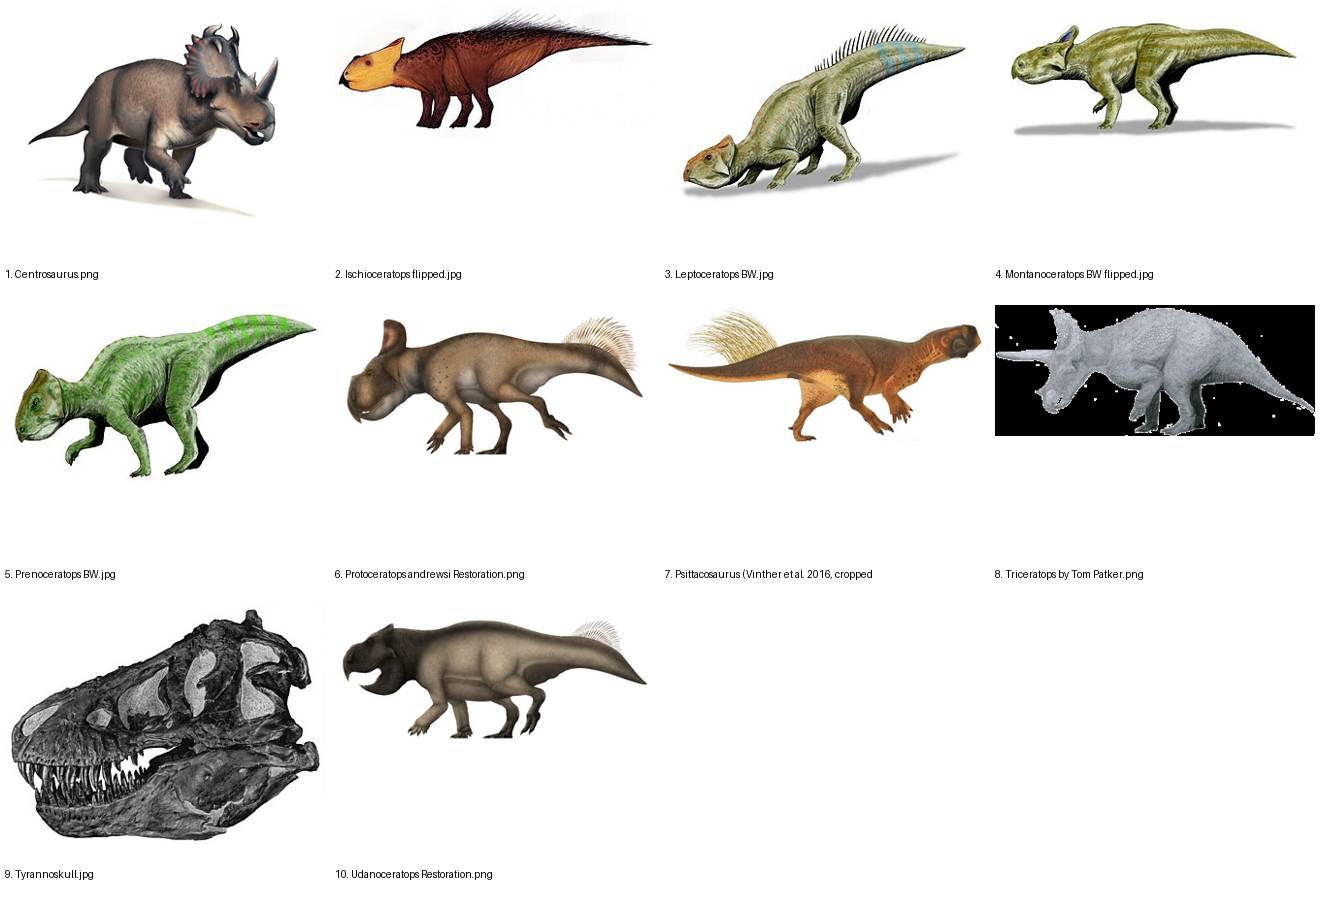 1. Centrosaurus.png
2. Ischioceratops flipped.jpg
3. Leptoceratops BW.jpg
4. Montanoceratops BW flipped.jpg
5. Prenoceratops BW.jpg
6. Protoceratops andrewsi Restoration.png
7. Psittacosaurus (Vinther et al. 2016, cropped
8. Triceratops by Tom Patker.png
9. Tyrannoskull.jpg
10. Udanoceratops Restoration.png